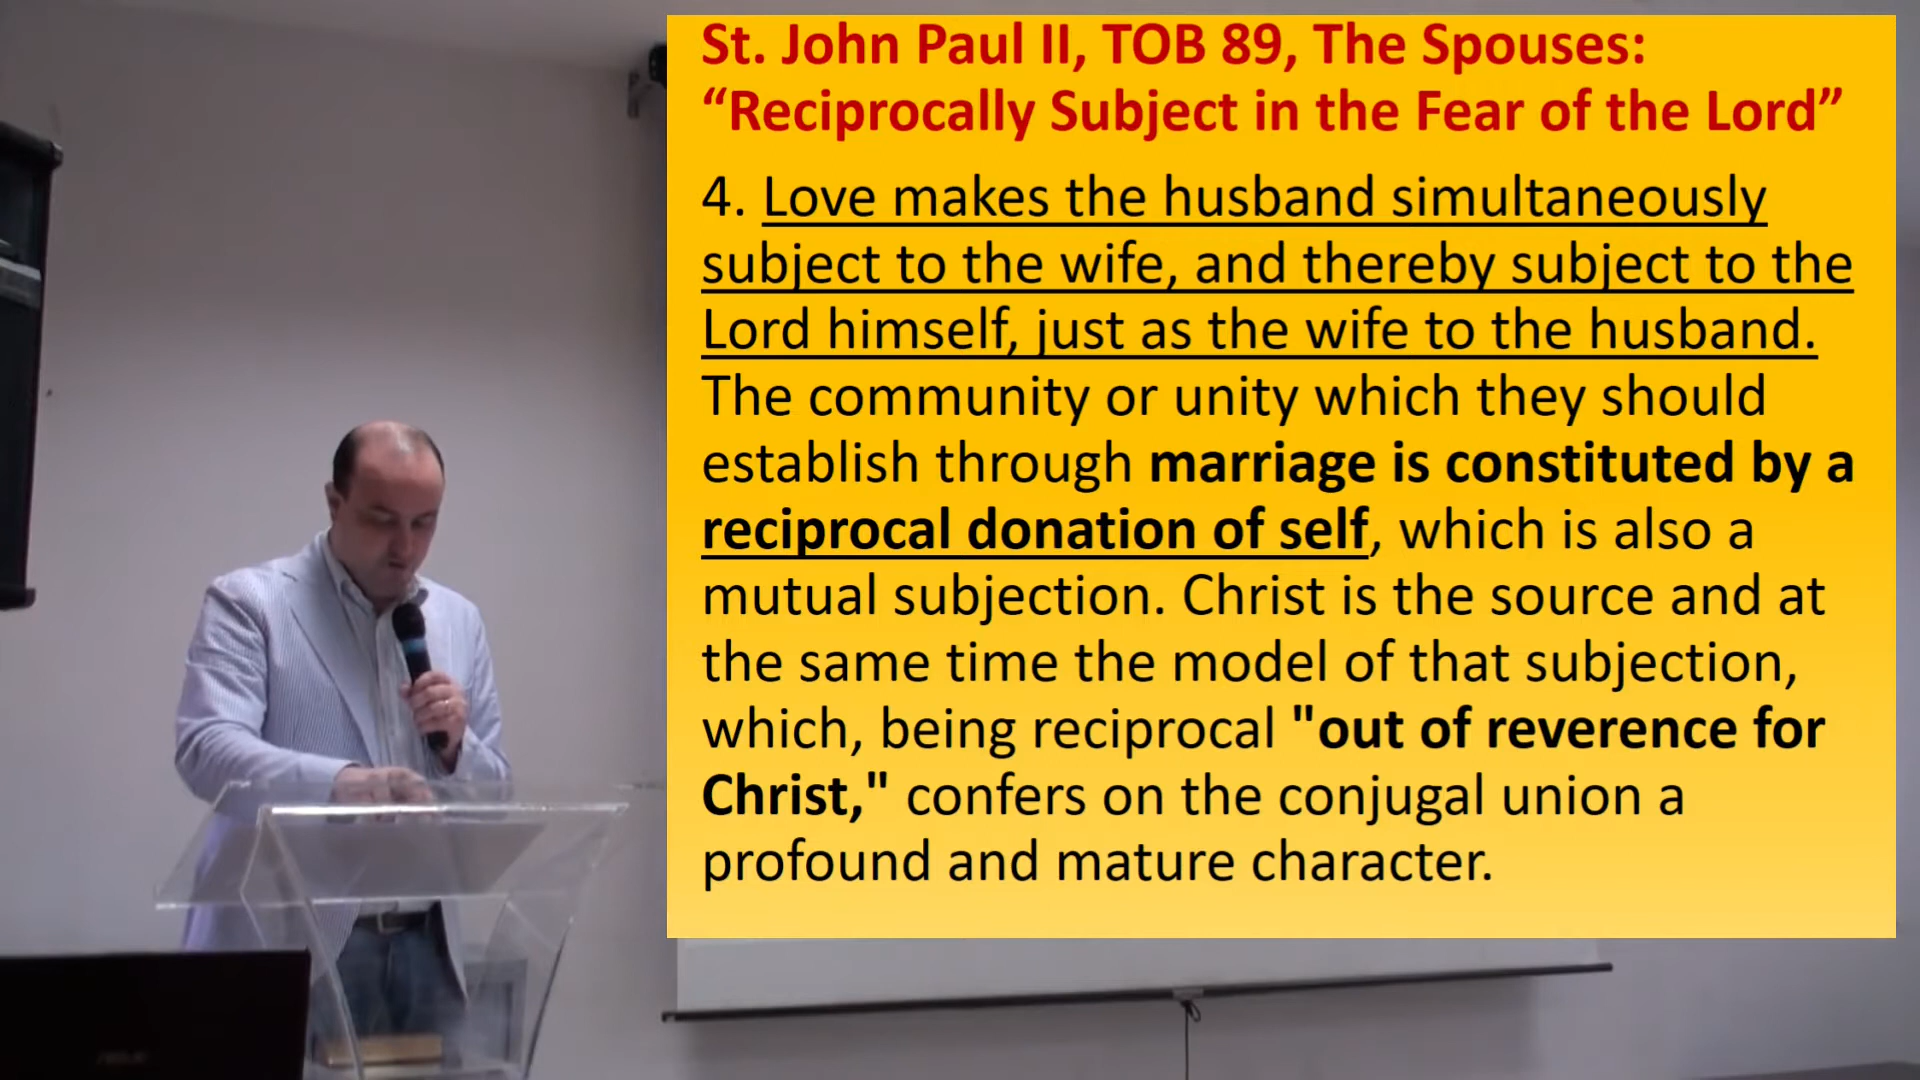 St. John Paul II, TOB 89, The Spouses:
“Reciprocally Subject in the Fear of the Lord”
4. Love makes the husband simultaneously
subject to the wife, and thereby subject to the
Lord himself, just as the wife to the husband.
The community or unity which they should
establish through marriage is constituted by a
reciprocal donation of self, which is also a
mutual subjection. Christ is the source and at
the same time the model of that subjection,
which, being reciprocal "out of reverence for
Christ," confers on the conjugal union a
profound and mature character.